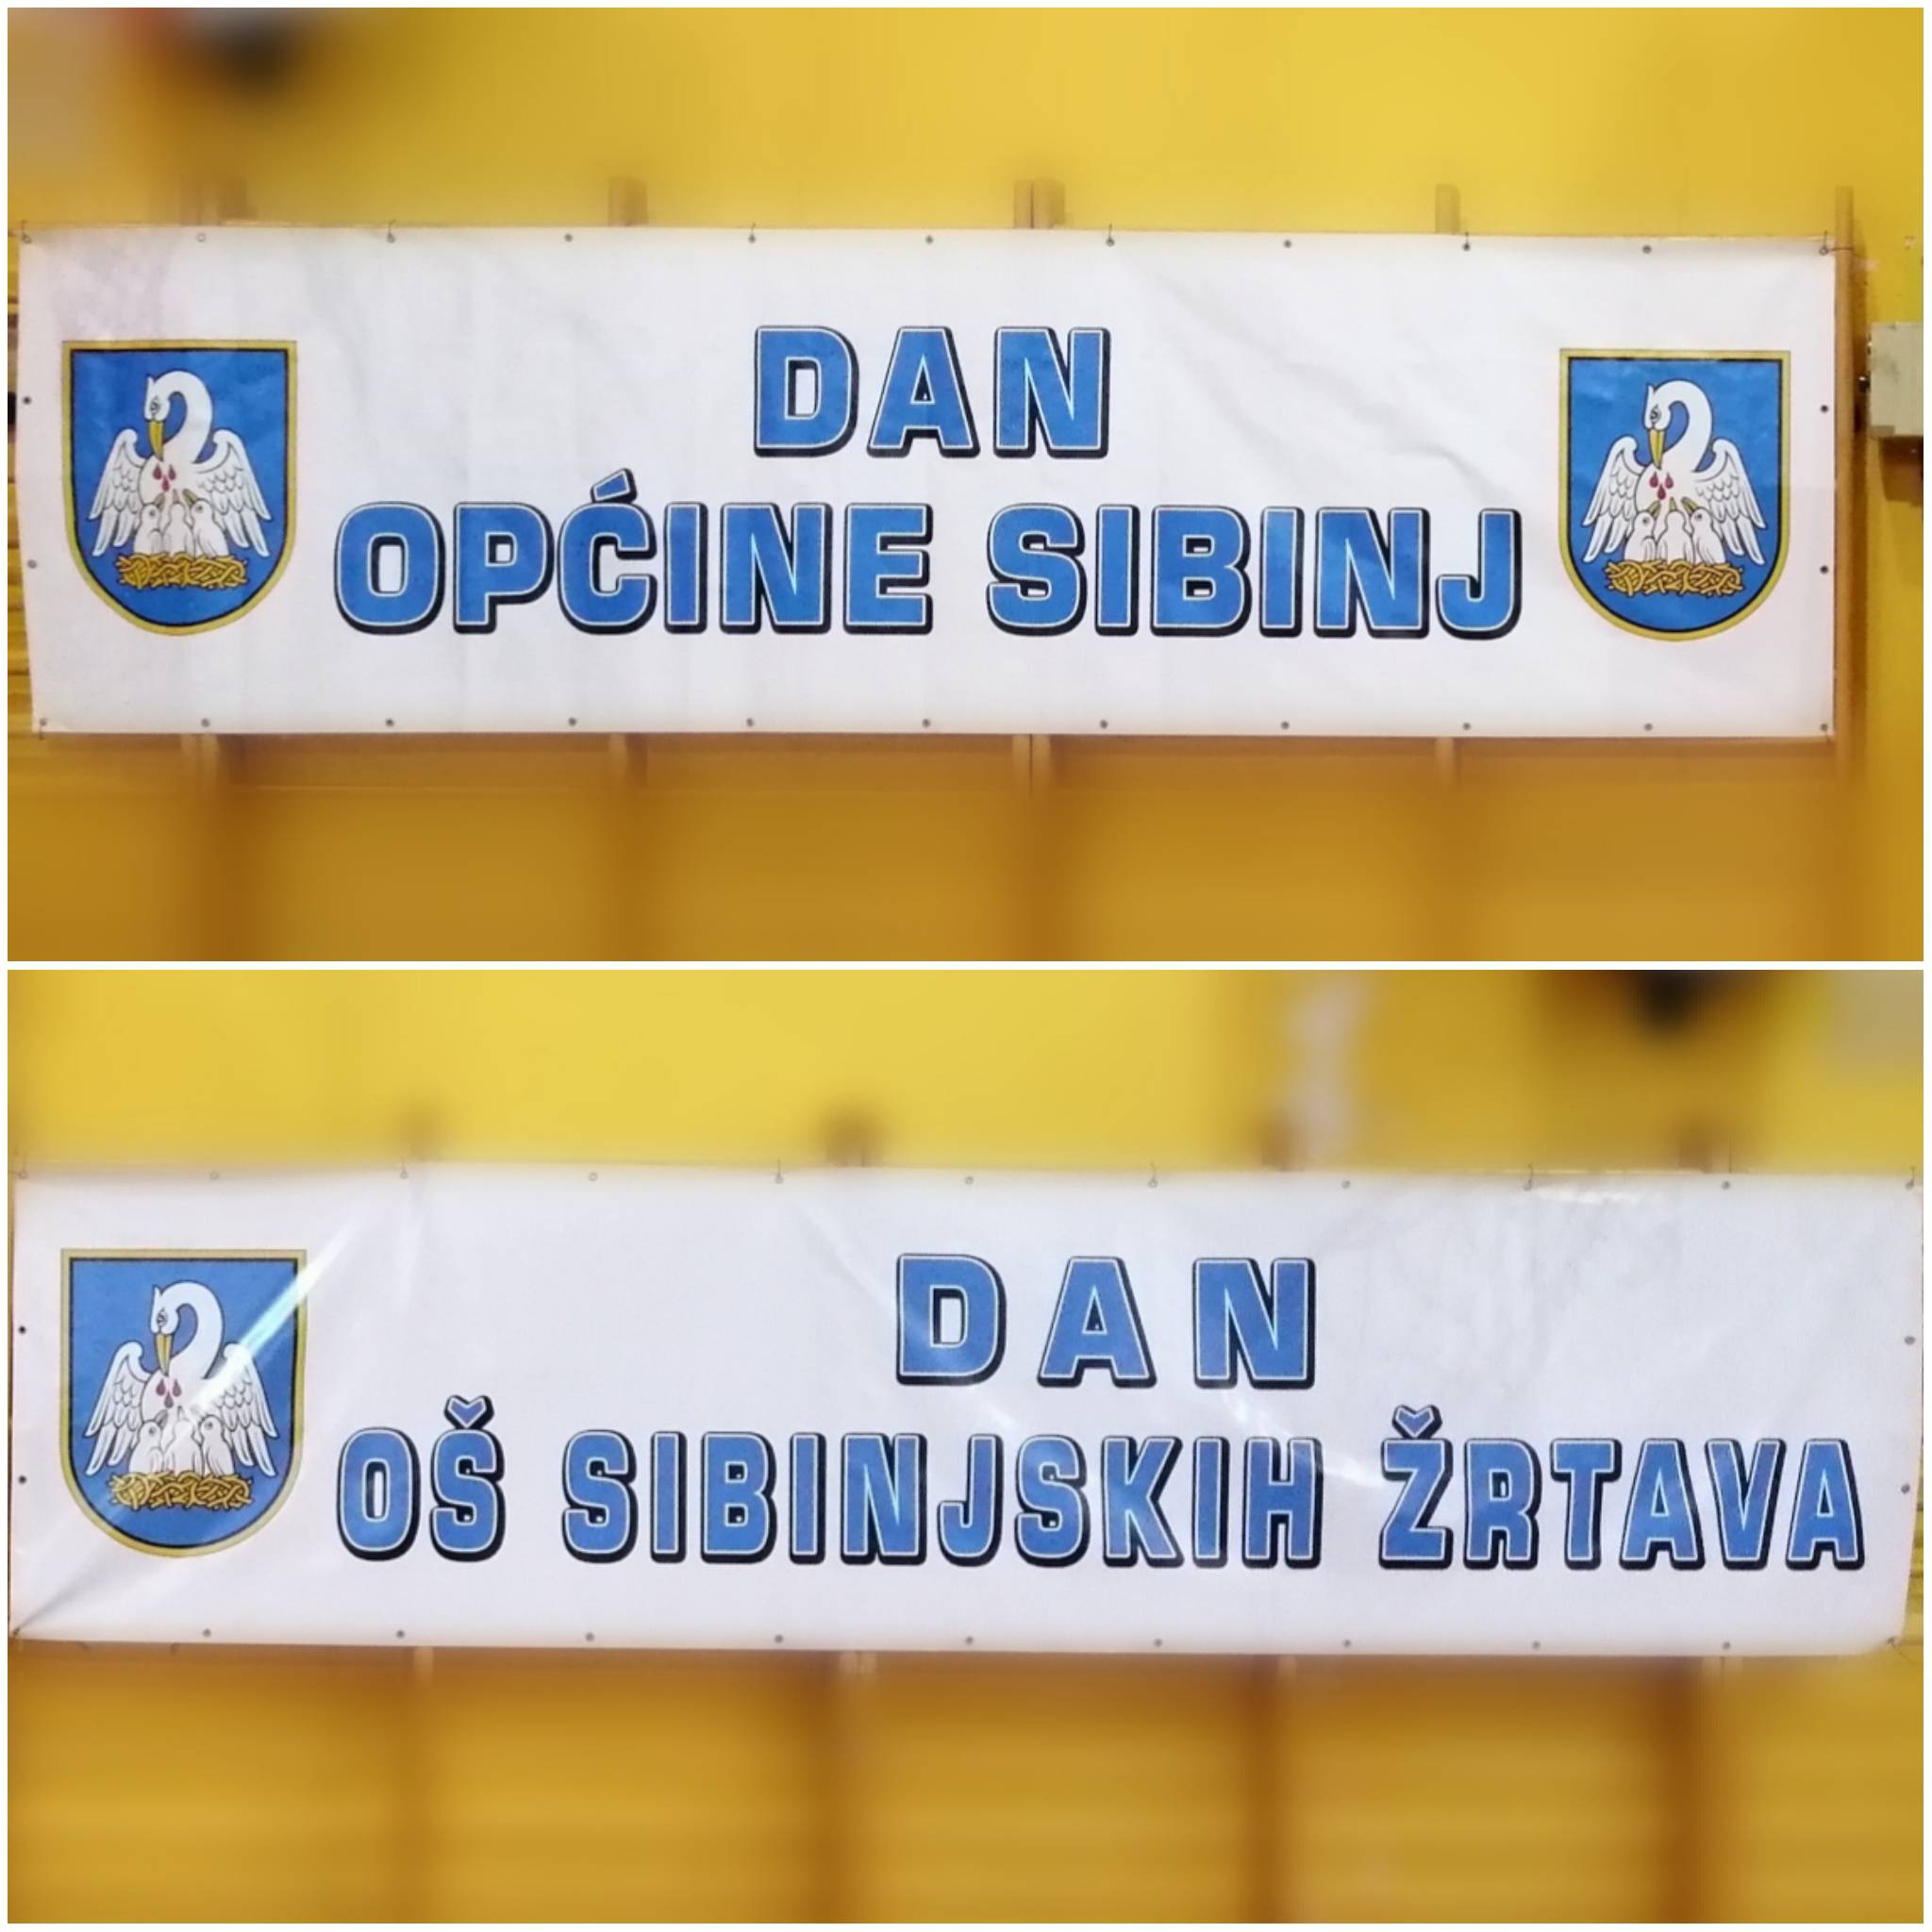 DAN
OPĆINE SIBINJ
DAN
OŠ SIBINJSKIH ŽRTAVA